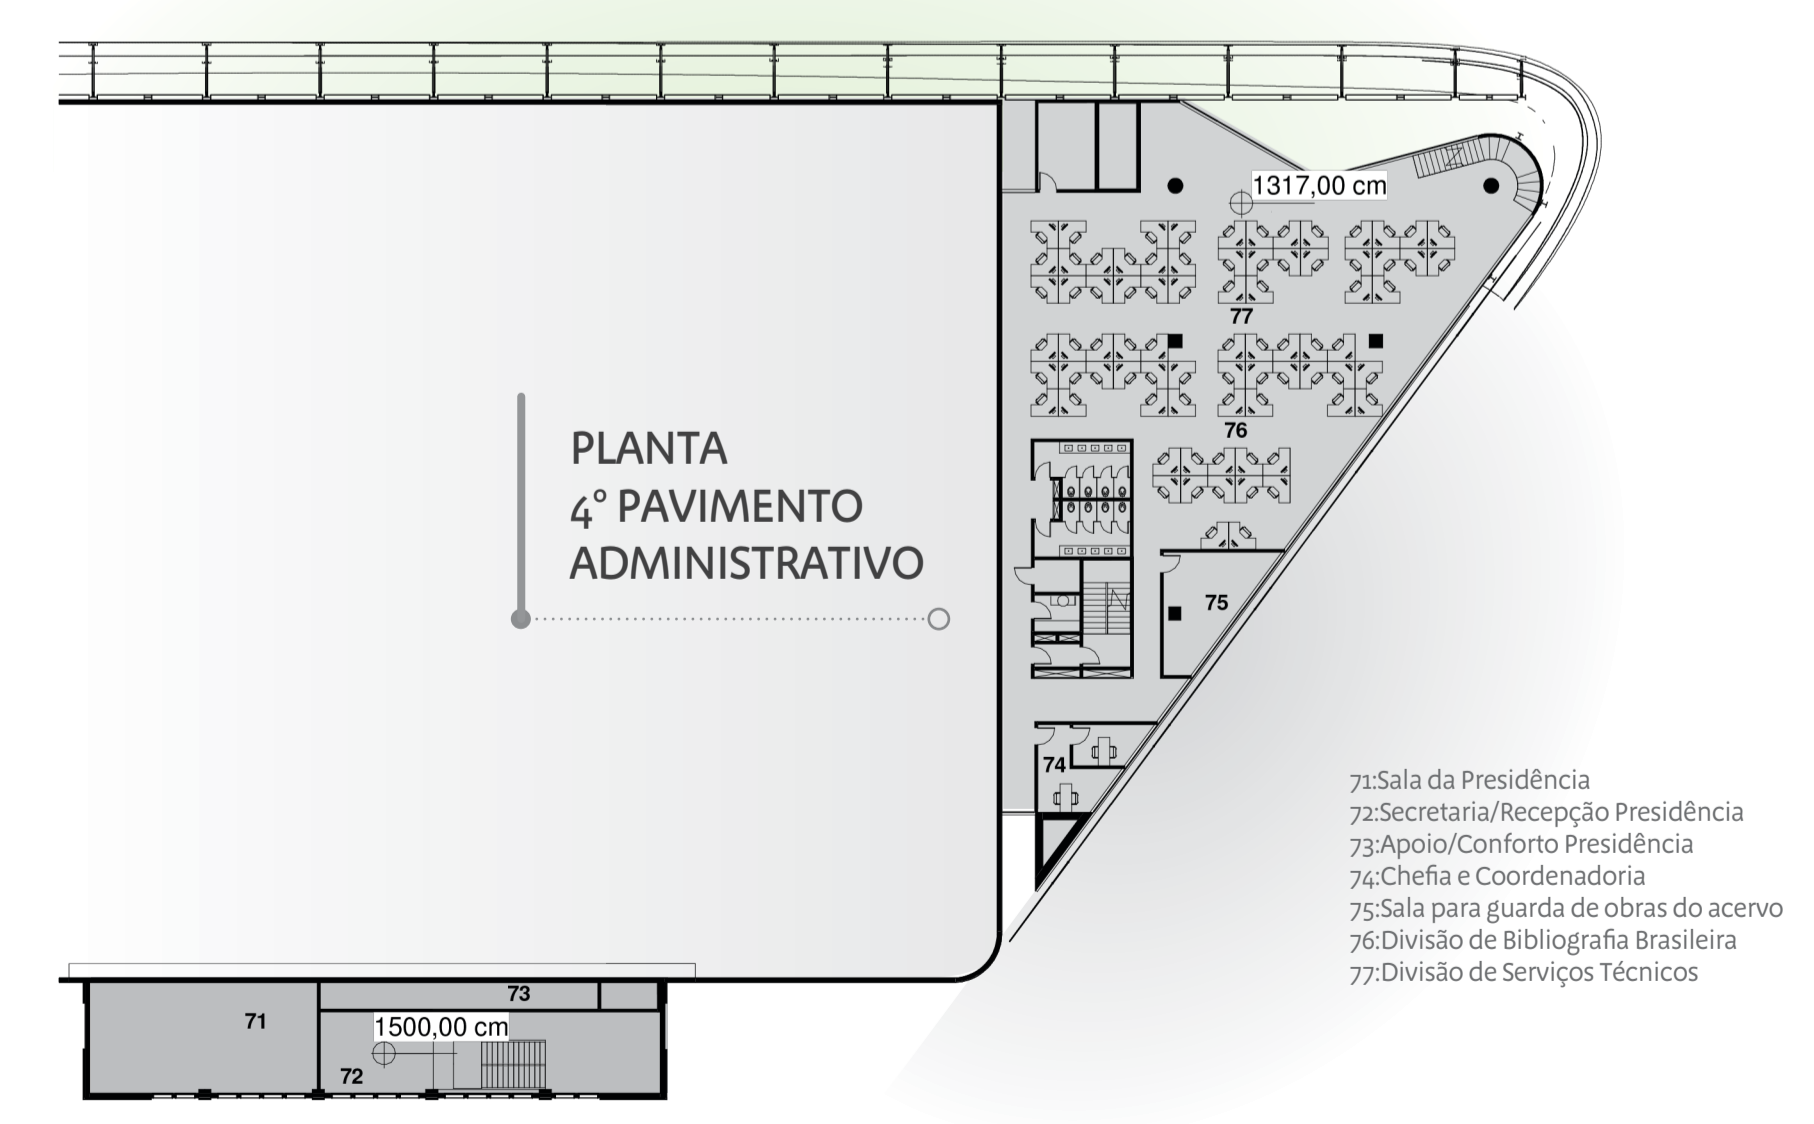 1317,00 cm
77
76
PLANTA
4° PAVIMENTO
ADMINISTRATIVO
75
74
71:Sala da Presidência
72:Secretaria/Recepção Presidência
73:Apoio/Conforto Presidência
74:Chefia e Coordenadoria
75:Sala para guarda de obras do acervo
76:Divisão de Bibliografia Brasileira
77:Divisão de Serviços Técnicos
73
71
1500,00 cm
72